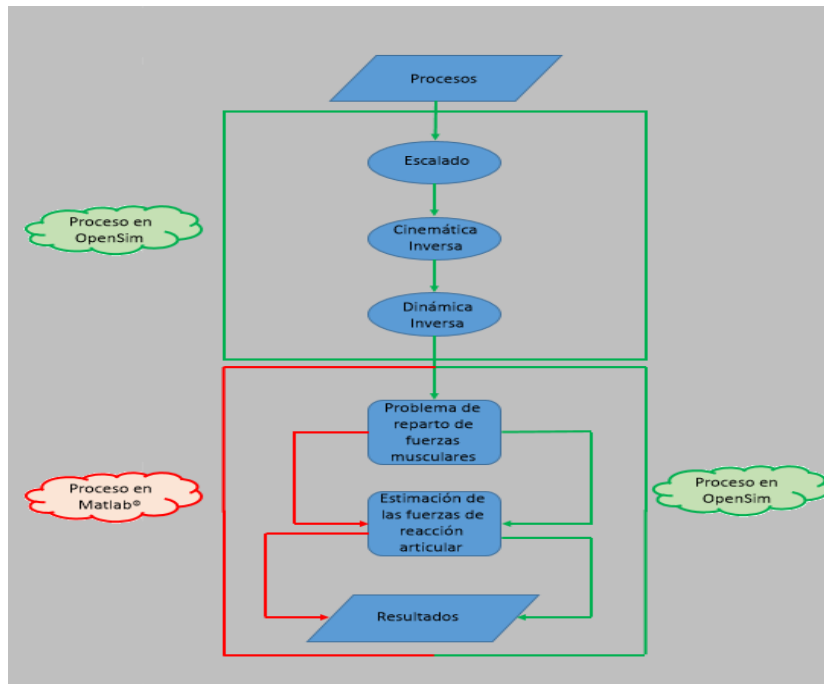 Procesos
Escalado
Proceso en
OpenSim
Cinemática
Inversa
Dinámica
Inversa
Problema de
reparto de
fuerzas
musculares
Proceso en
Matlab®
Estimación de
las fuerzas de
reacción
articular
Proceso en
OpenSim
Resultados